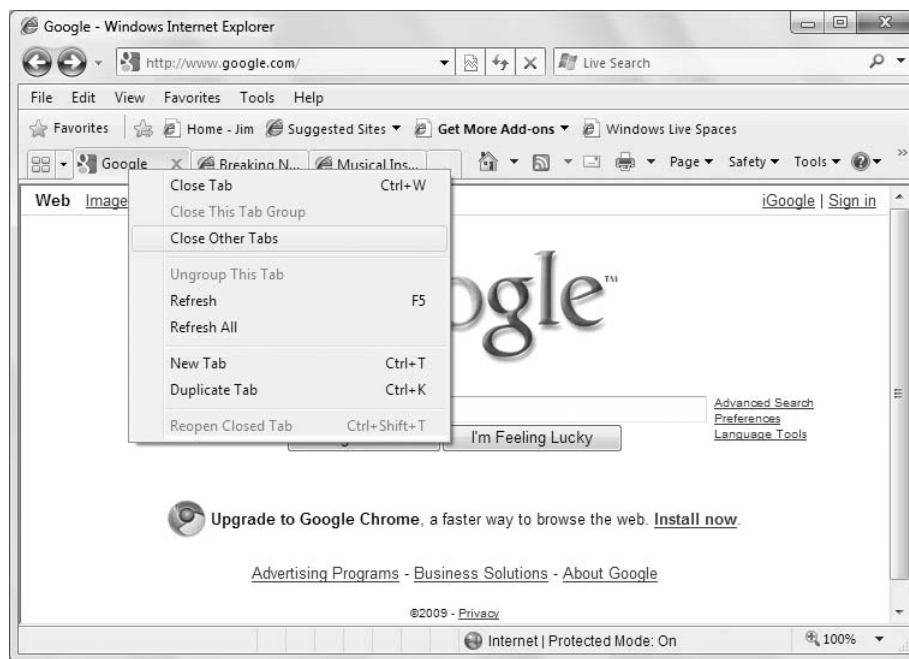 Google - Windows Internet Explorer
http://www.google.com/ Live Search
File Edit View Favorites Tools Help
Favorites Home - Jim Suggested Sites Get More Add-ons Windows Live Spaces
Google Breaking N... Musical Ins... Page Safety Tools »
Web Image iGoogle | Sign in
Close Tab Ctrl+W
Close This Tab Group
Close Other Tabs
Ungroup This Tab
Refresh F5
Refresh All
New Tab Ctrl+T
Duplicate Tab Ctrl+K
Reopen Closed Tab Ctrl+Shift+T
ogle™
Advanced Search
Preferences
Language Tools
I'm Feeling Lucky
Upgrade to Google Chrome, a faster way to browse the web. Install now.
Advertising Programs - Business Solutions - About Google
©2009 - Privacy
Internet | Protected Mode: On 100%